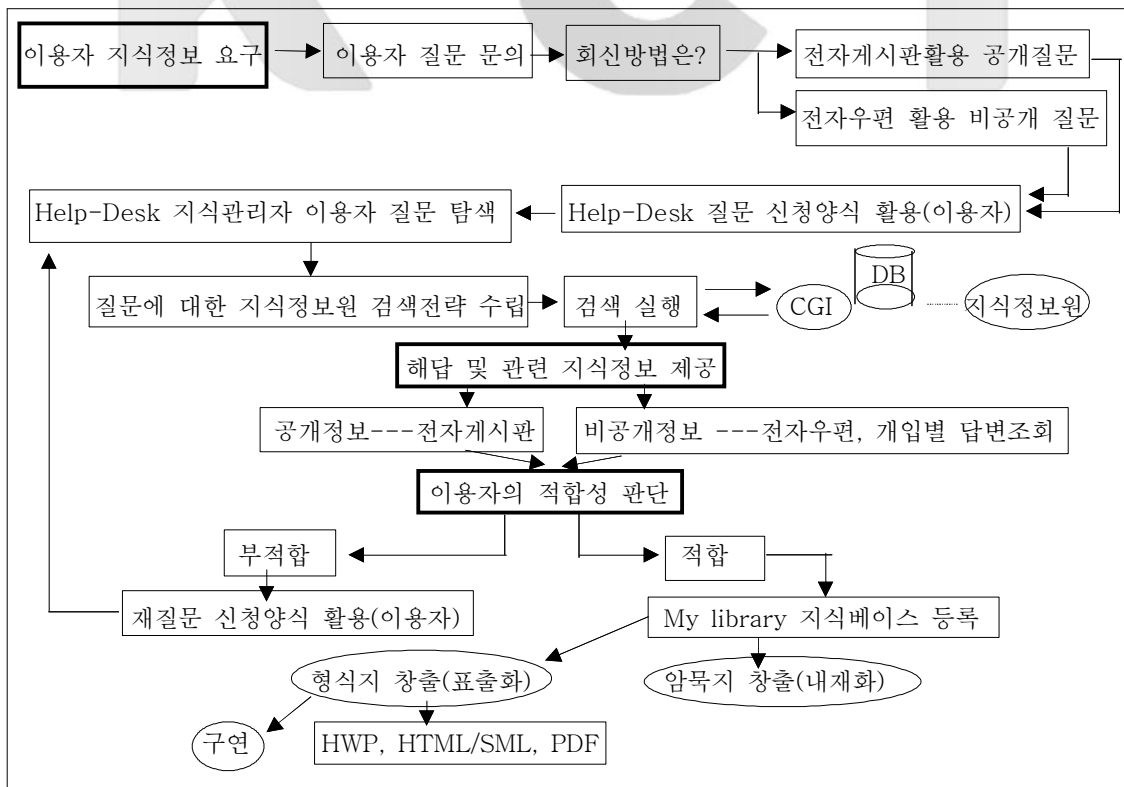 이용자 지식정보 요구
이용자 질문 문의
회신방법은?
전자게시판활용 공개질문
전자우편 활용 비공개 질문
Help-Desk 지식관리자 이용자 질문 탐색
Help-Desk 질문 신청양식 활용(이용자)
질문에 대한 지식정보원 검색전략 수립
검색 실행
CGI
DB
지식정보원
해답 및 관련 지식정보 제공
공개정보---전자게시판
비공개정보 ---전자우편, 개입별 답변조회
이용자의 적합성 판단
부적합
적합
재질문 신청양식 활용(이용자)
My library 지식베이스 등록
형식지 창출(표출화)
암묵지 창출(내재화)
구연
HWP, HTML/SML, PDF